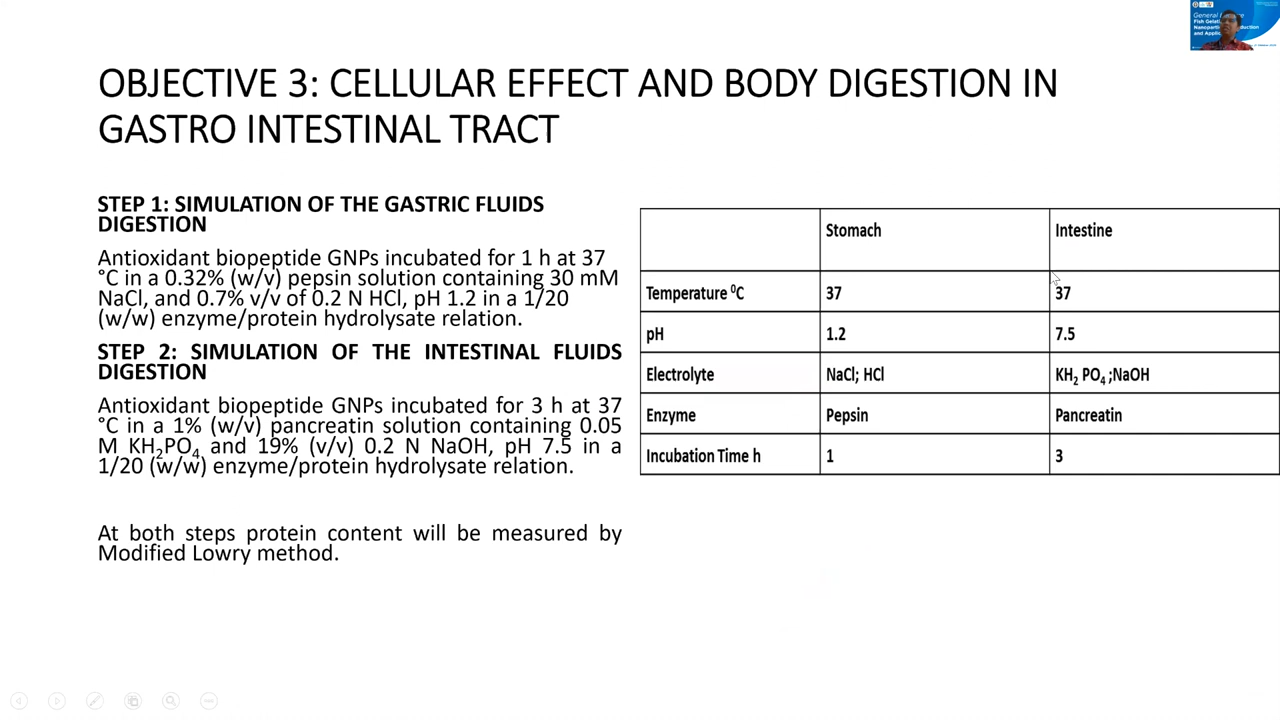 General Lecture
Fish Gelatin
OBJECTIVE 3: CELLULAR EFFECT AND BODY DIGESTION IN
GASTRO INTESTINAL TRACT
STEP 1: SIMULATION OF THE GASTRIC FLUIDS
DIGESTION
Antioxidant biopeptide GNPs incubated for 1 h at 37
°C in a 0.32% (w/v) pepsin solution containing 30 mM
NaCl, and 0.7% v/v of 0.2 N HCl, pH 1.2 in a 1/20
(w/w) enzyme/protein hydrolysate relation.
STEP 2: SIMULATION OF THE INTESTINAL FLUIDS
DIGESTION
Antioxidant biopeptide GNPs incubated for 3 h at 37
°C in a 1% (w/v) pancreatin solution containing 0.05
M KH2PO4 and 19% (v/v) 0.2 N NaOH, pH 7.5 in a
1/20 (w/w) enzyme/protein hydrolysate relation.
At both steps protein content will be measured by
Modified Lowry method.
Stomach Intestine
Temperature ⁰C 37 37
pH 1.2 7.5
Electrolyte NaCl; HCl KH2 PO4 ;NaOH
Enzyme Pepsin Pancreatin
Incubation Time h 1 3